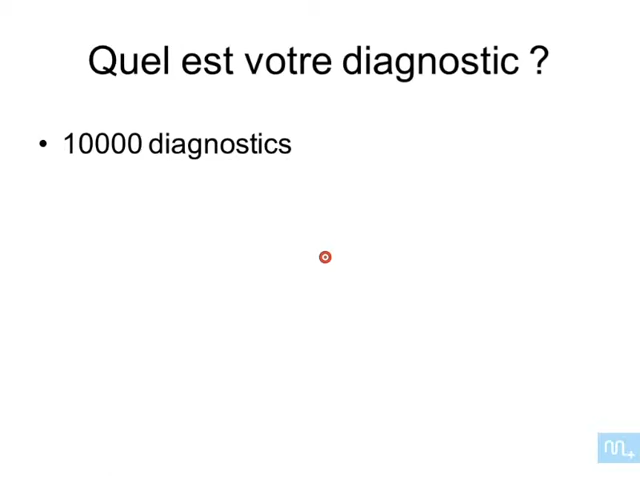 Quel est votre diagnostic ?
• 10000 diagnostics